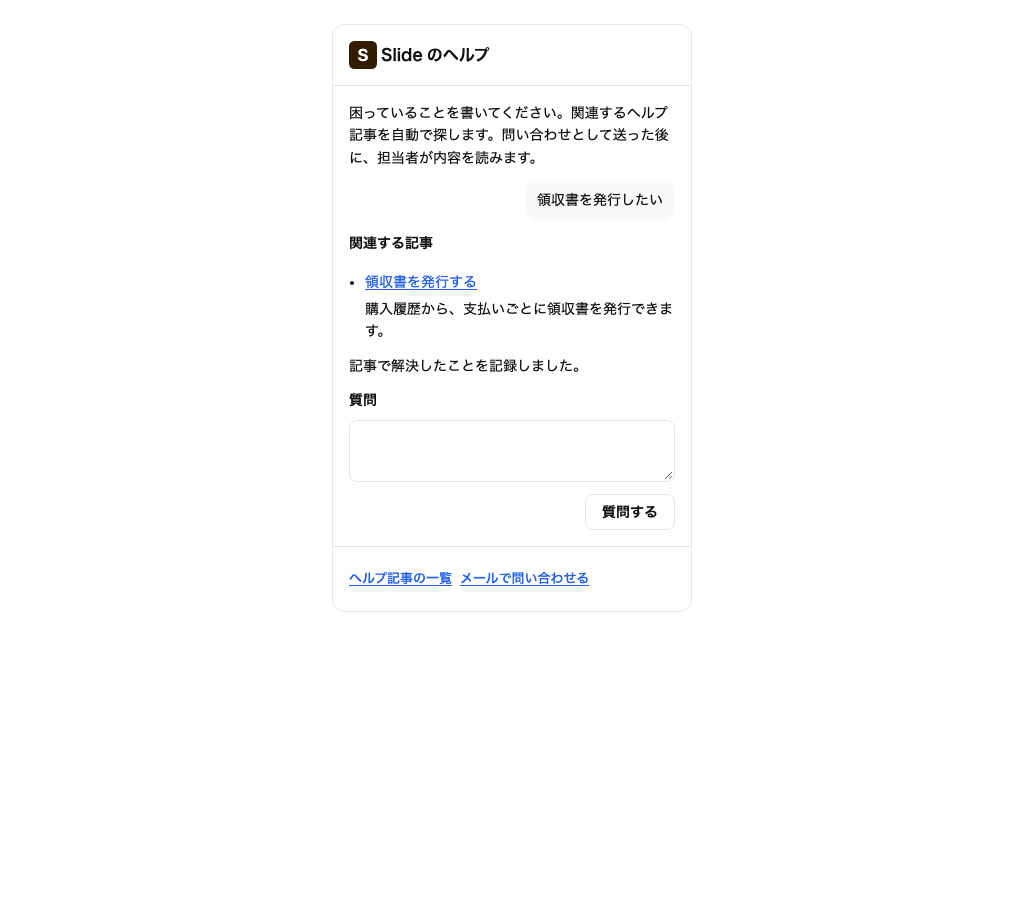 S Slide のヘルプ
困っていることを書いてください。関連するヘルプ
記事を自動で探します。問い合わせとして送った後
に、担当者が内容を読みます。
領収書を発行したい
関連する記事
領収書を発行する
購入履歴から、支払いごとに領収書を発行できま
す。
記事で解決したことを記録しました。
質問
質問する
ヘルプ記事の一覧 メールで問い合わせる